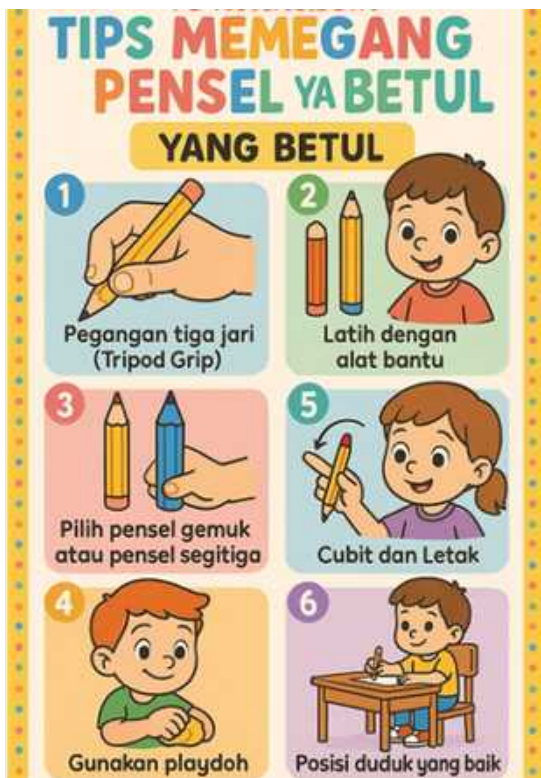 TIPS MEMEGANG
PENSEL YA BETUL
YANG BETUL
1
Pegangan tiga jari
(Tripod Grip)
2
Latih dengan
alat bantu
3
Pilih pensel gemuk
atau pensel segitiga
5
Cubit dan Letak
4
Gunakan playdoh
6
Posisi duduk yang baik